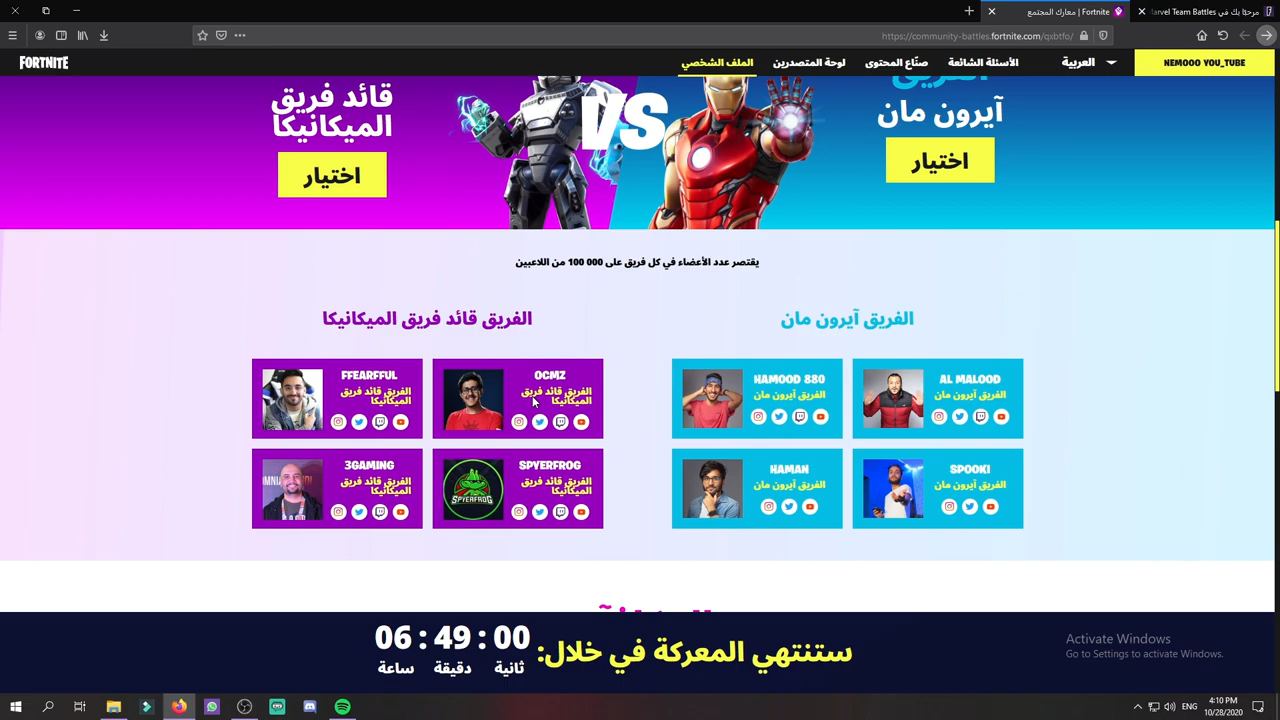 Fortnite | معارك المجتمع
مرحبًا بك في Marvel Team Battles
https://community-battles.fortnite.com/qxbtfo/
FORTNITE
NEMOOO YOU_TUBE
العربية
الأسئلة الشائعة
صنّاع المحتوى
لوحة المتصدرين
الملف الشخصي
الفريق
آيرون مان
اختيار
VS
قائد فريق
الميكانيكا
اختيار
يقتصر عدد الأعضاء في كل فريق على 000 100 من اللاعبين
الفريق آيرون مان
الفريق قائد فريق الميكانيكا
AL MALOOD
الفريق آيرون مان
HAMOOD 880
الفريق آيرون مان
OCMZ
الفريق قائد فريق
الميكانيكا
FFEARFFUL
الفريق قائد فريق
الميكانيكا
SPOOKI
الفريق آيرون مان
HAMAN
الفريق آيرون مان
SPYERFROG
SPYERFROG
الفريق قائد فريق
الميكانيكا
3GAMING
الفريق قائد فريق
الميكانيكا
ستنتهي المعركة في خلال:
06 : 49 : 00
ثانية
دقيقة
ساعة
Activate Windows
Go to Settings to activate Windows.
ENG
4:10 PM
10/28/2020